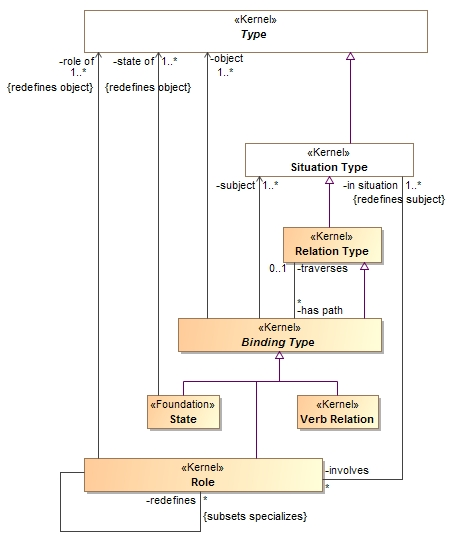 «Kernel»
Type
-role of
1..*
{redefines object}
-state of 1..*
{redefines object}
-object
1..*
«Kernel»
Situation Type
-subject 1..*
-in situation 1..*
{redefines subject}
«Kernel»
Relation Type
0..1 -traverses
*
-has path
«Kernel»
Binding Type
«Foundation»
State
«Kernel»
Verb Relation
«Kernel»
Role
-involves
*
-redefines *
{subsets specializes}